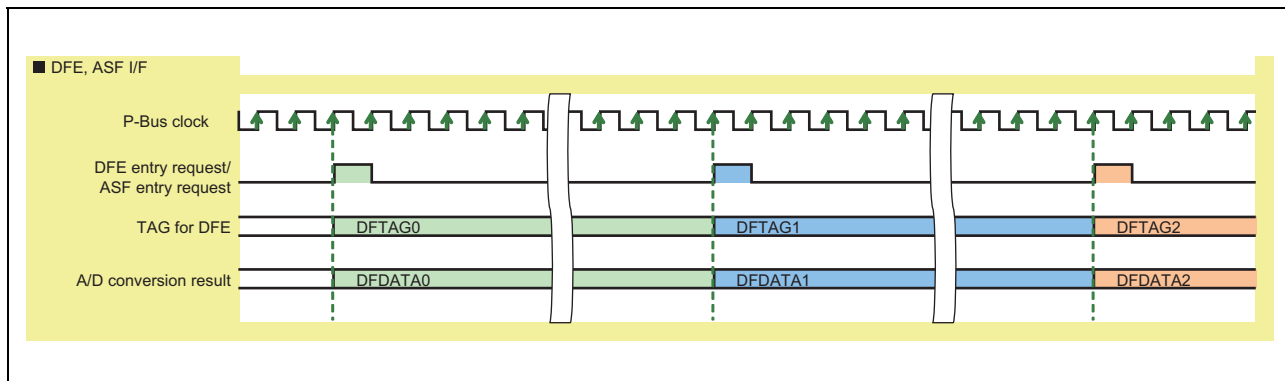 ■ DFE, ASF I/F
P-Bus clock
DFE entry request/
ASF entry request
TAG for DFE
DFTAG0
DFTAG1
DFTAG2
A/D conversion result
DFDATA0
DFDATA1
DFDATA2